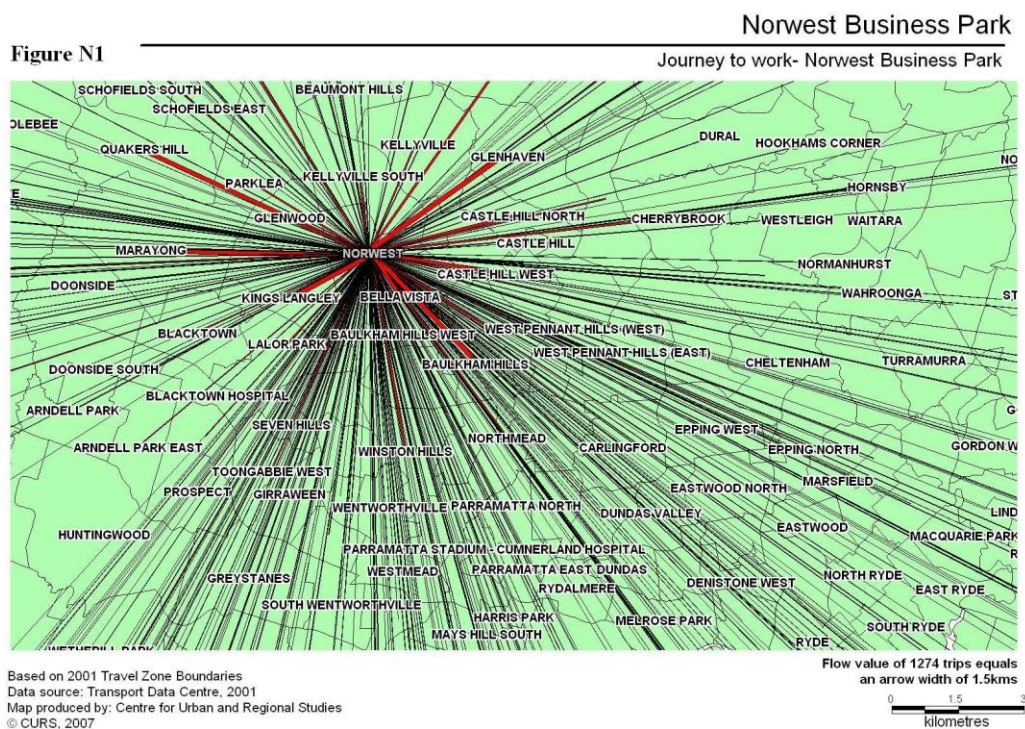 Norwest Business Park
Figure N1
Journey to work- Norwest Business Park
SCHOFIELDS SOUTH
BEAUMONT HILLS
SCHOFIELDS EAST
OLEBEE
DURAL
HOOKHAMS CORNER
KELLYVILLE
QUAKERS HILL
GLENHAVEN
NO
KELLYVILLE SOUTH
PARKLEA
HORNSBY
E
GLENWOOD
CASTLE HILL NORTH
CHERRYBROOK
WESTLEIGH
WAITARA
MARAYONG
NORWEST
CASTLE HILL
NORMANHURST
CASTLE HILL WEST
DOONSIDE
KINGS LANGLEY
BELLA VISTA
WAHROONGA
ST
BLACKTOWN
LALOR PARK
BAULKHAM HILLS WEST
WEST PENNANT HILLS (WEST)
WEST PENNANT HILLS (EAST)
DOONSIDE SOUTH
BAULKHAM HILLS
CHELTENHAM
TURRAMURRA
BLACKTOWN HOSPITAL
ARNDELL PARK
G
SEVEN HILLS
EPPING WEST
ARNDELL PARK EAST
NORTHMEAD
WINSTON HILLS
CARLINGFORD
EPPING NORTH
GORDON W
TOONGABBIE WEST
PROSPECT
GIRRAWEEN
EASTWOOD NORTH
MARSFIELD
WENTWORTHVILLE
PARRAMATTA NORTH
DUNDAS VALLEY
LIND
EASTWOOD
HUNTINGWOOD
MACQUARIE PARK
PARRAMATTA STADIUM - CUMNERLAND HOSPITAL
R
GREYSTANES
WESTMEAD
PARRAMATTA EAST
DUNDAS
NORTH RYDE
RYDALMERE
DENISTONE WEST
EAST RYDE
SOUTH WENTWORTHVILLE
HARRIS PARK
MELROSE PARK
SOUTH RYDE
MAYS HILL SOUTH
RYDE
WETHERILL PARK
Flow value of 1274 trips equals
an arrow width of 1.5kms
Based on 2001 Travel Zone Boundaries
Data source: Transport Data Centre, 2001
Map produced by: Centre for Urban and Regional Studies
© CURS, 2007
0 1.5 3
kilometres